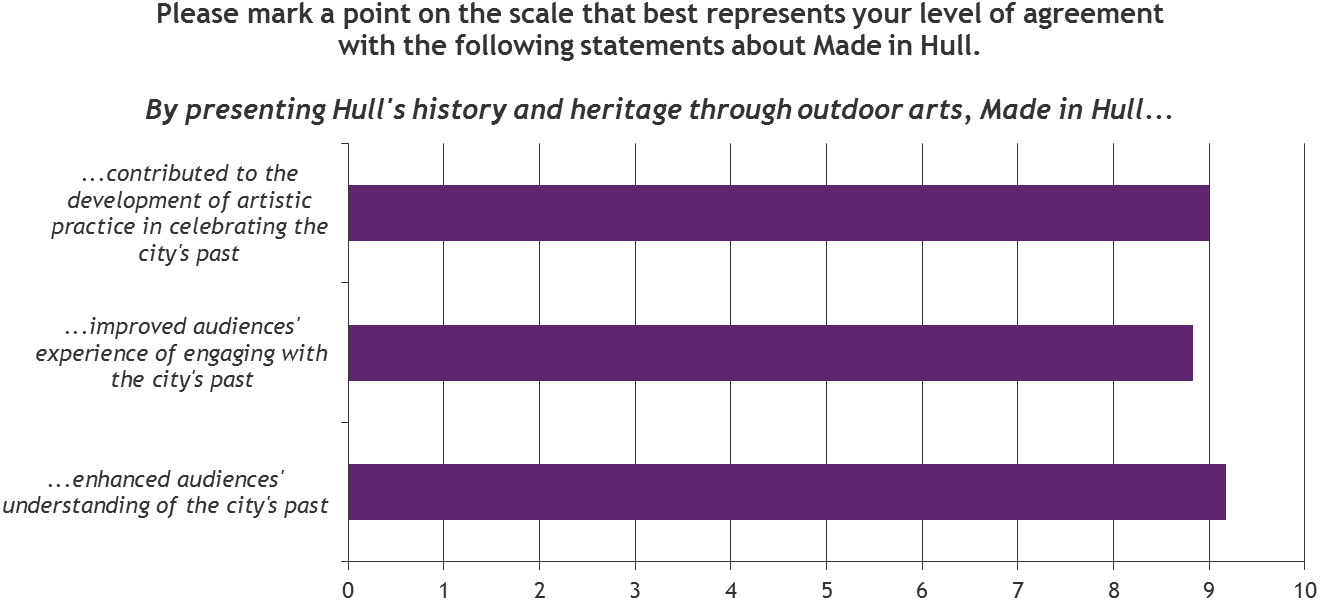 Please mark a point on the scale that best represents your level of agreement
with the following statements about Made in Hull.
By presenting Hull's history and heritage through outdoor arts, Made in Hull...
...contributed to the
development of artistic
practice in celebrating the
city's past
...improved audiences'
experience of engaging with
the city's past
...enhanced audiences'
understanding of the city's past
0 1 2 3 4 5 6 7 8 9 10